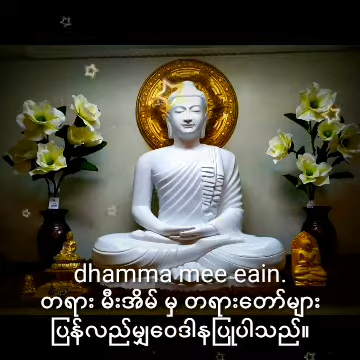 dhamma mee eain.
တရား မီးအိမ် မှ တရားတော်များ
ပြန်လည်မျှဝေဒါနပြုပါသည်။